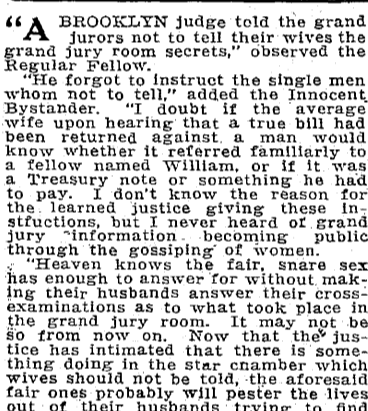 "A BROOKLYN judge told the grand
jurors not to tell their wives the
grand jury room secrets," observed the
Regular Fellow.
"He forgot to instruct the single men
whom not to tell," added the Innocent
Bystander. "I doubt if the average
wife upon hearing that a true bill had
been returned against a man would
know whether it referred familiarly to
a fellow named William, or if it was
a Treasury note or something he had
to pay. I don't know the reason for
the learned justice giving these in-
structions, but I never heard of grand
jury information becoming public
through the gossiping of women.
"Heaven knows the fair, snare sex
has enough to answer for without mak-
ing their husbands answer their cross-
examinations as to what took place in
the grand jury room. It may not be
so from now on. Now that the jus-
tice has intimated that there is some-
thing doing in the star chamber which
wives should not be told, the aforesaid
fair ones probably will pester the lives
out of their husbands trying to find